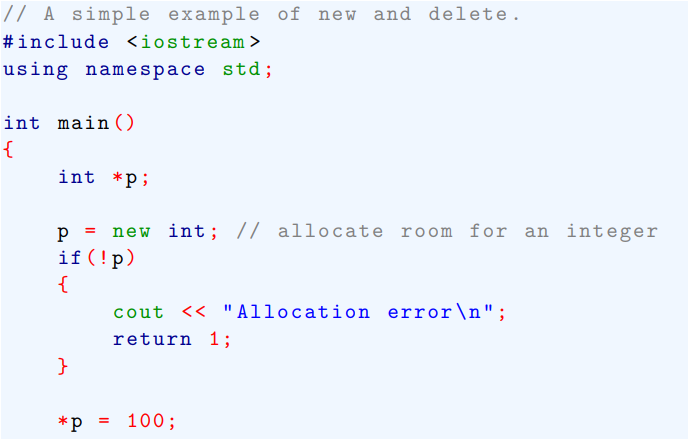 // A simple example of new and delete.
#include <iostream>
using namespace std;
int main()
{
int *p;
p = new int; // allocate room for an integer
if(!p)
{
cout << "Allocation error\n";
return 1;
}
*p = 100;